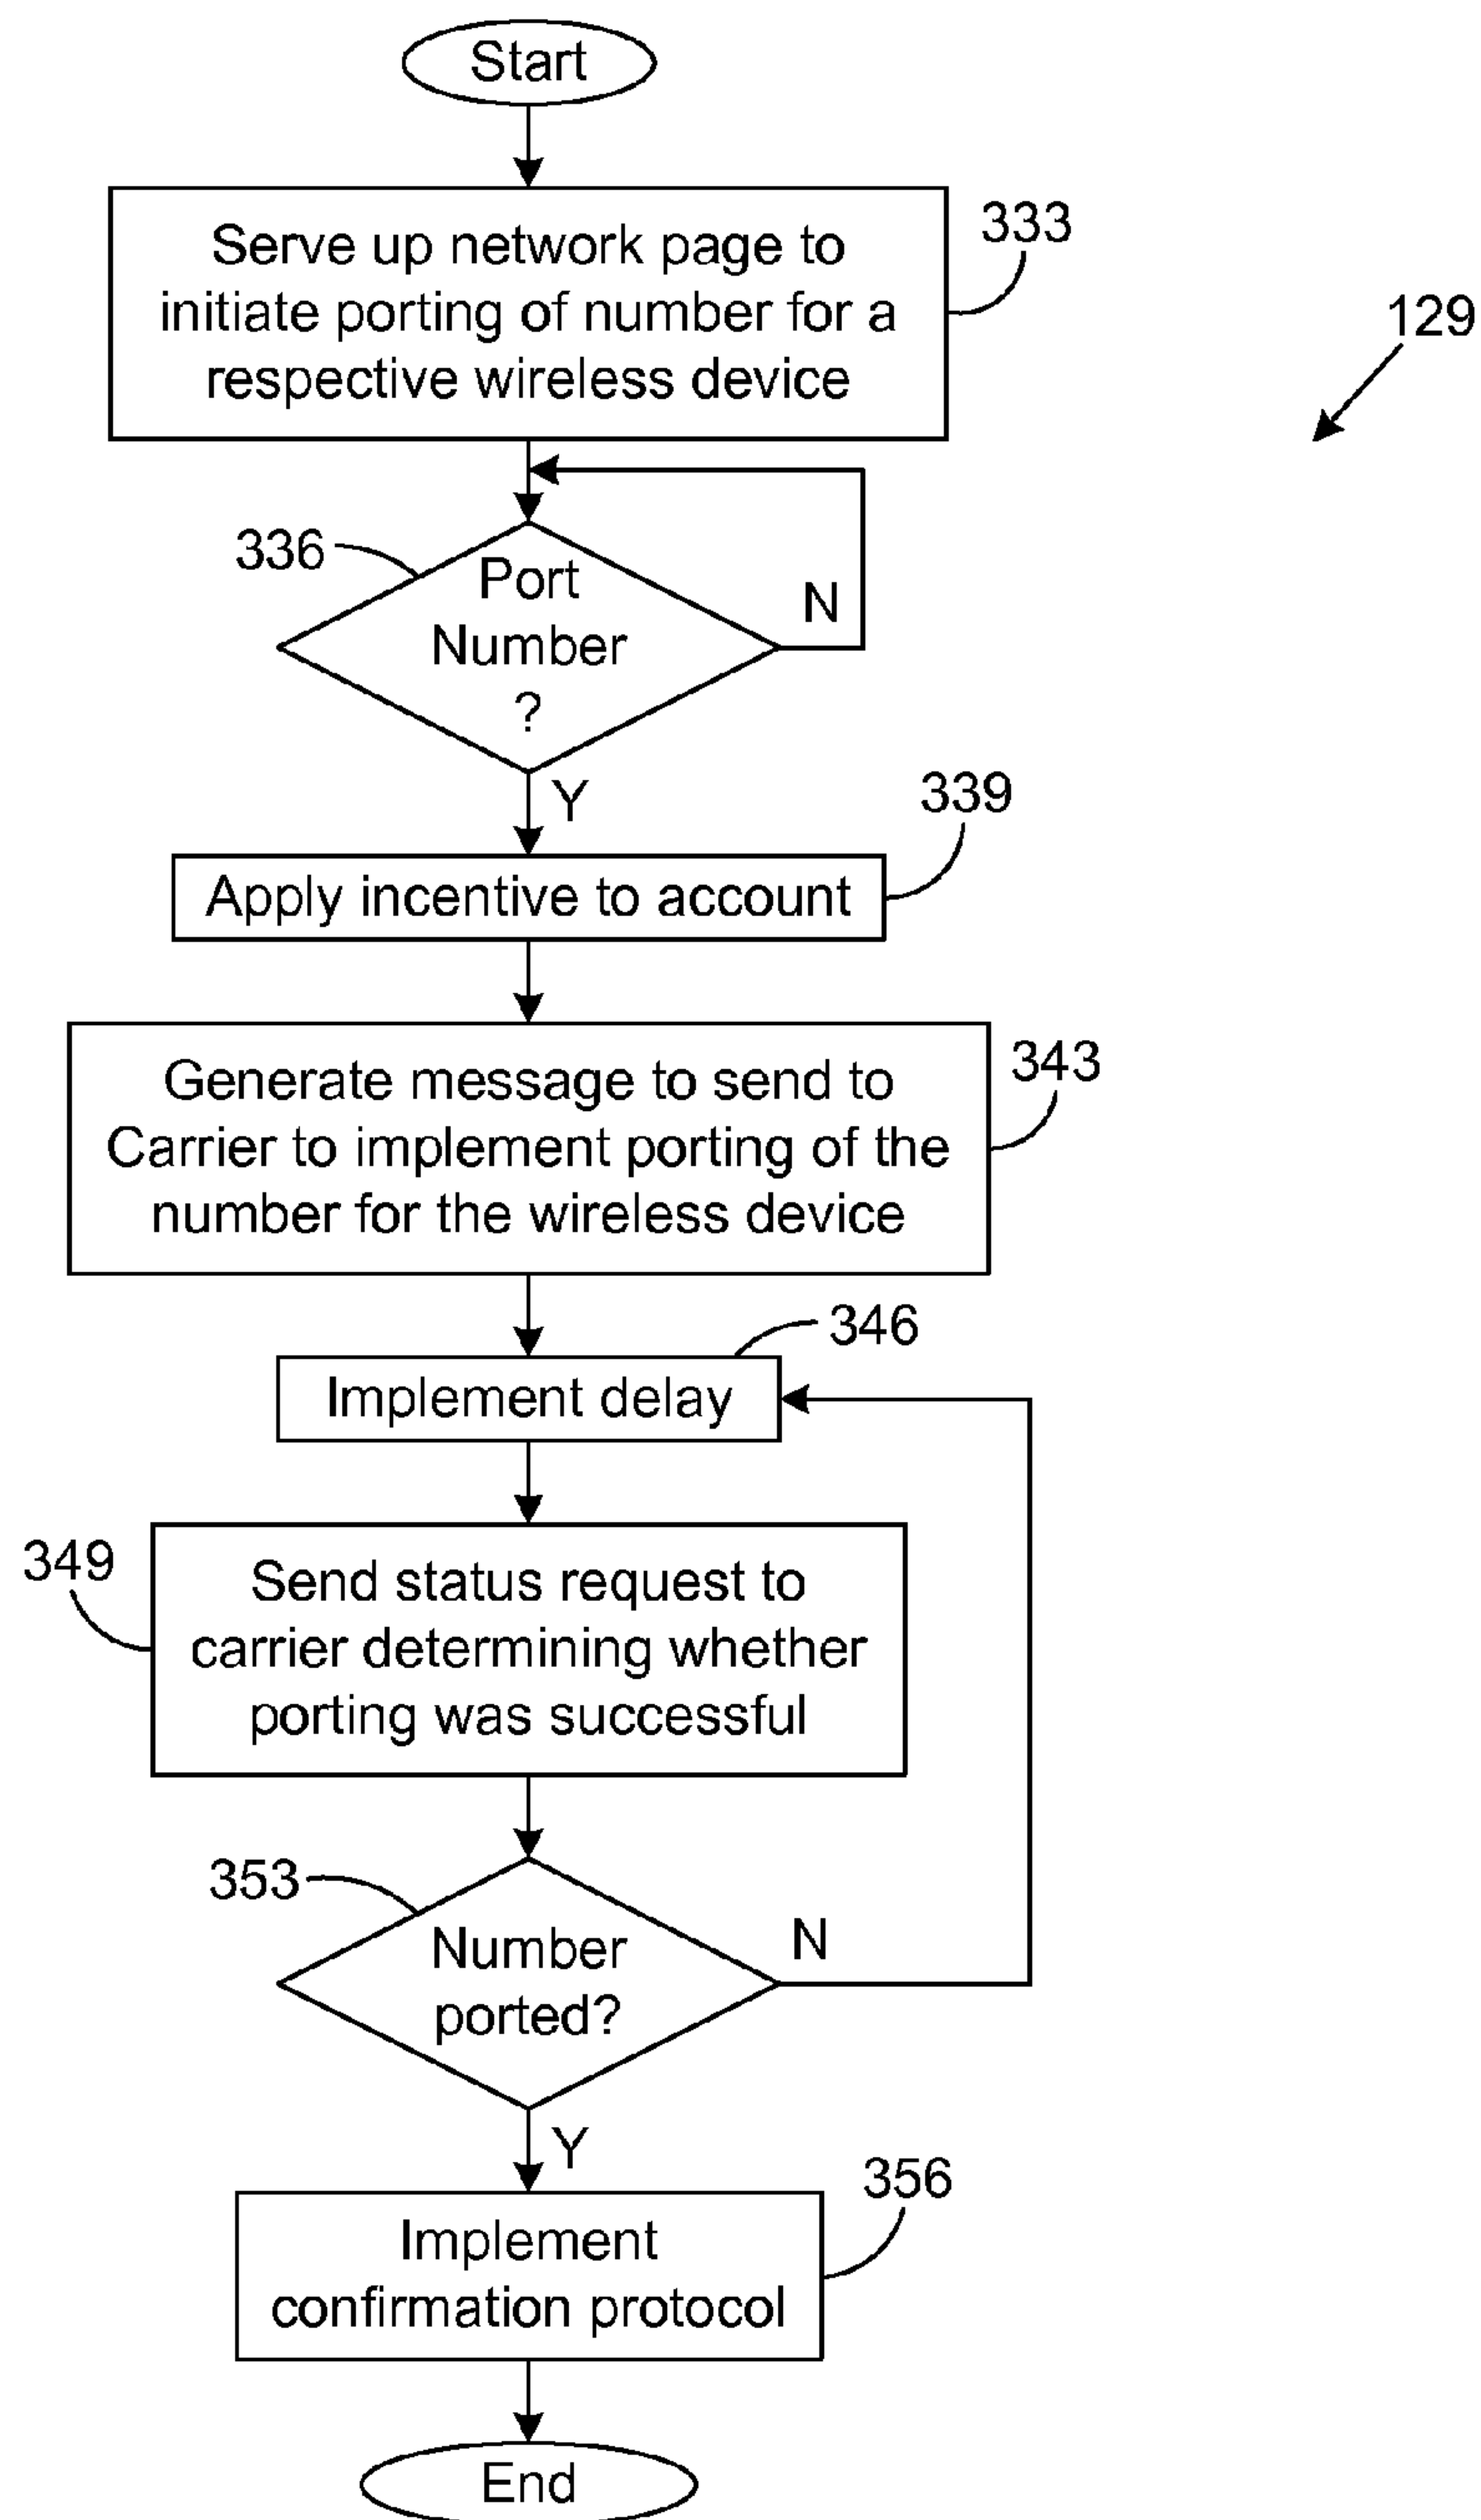 Start
Serve up network page to
initiate porting of number for a
respective wireless device
333
129
336
Port
Number
?
N
Y
339
Apply incentive to account
Generate message to send to
Carrier to implement porting of the
number for the wireless device
343
346
Implement delay
349
Send status request to
carrier determining whether
porting was successful
353
Number
ported?
N
Y
356
Implement
confirmation protocol
End